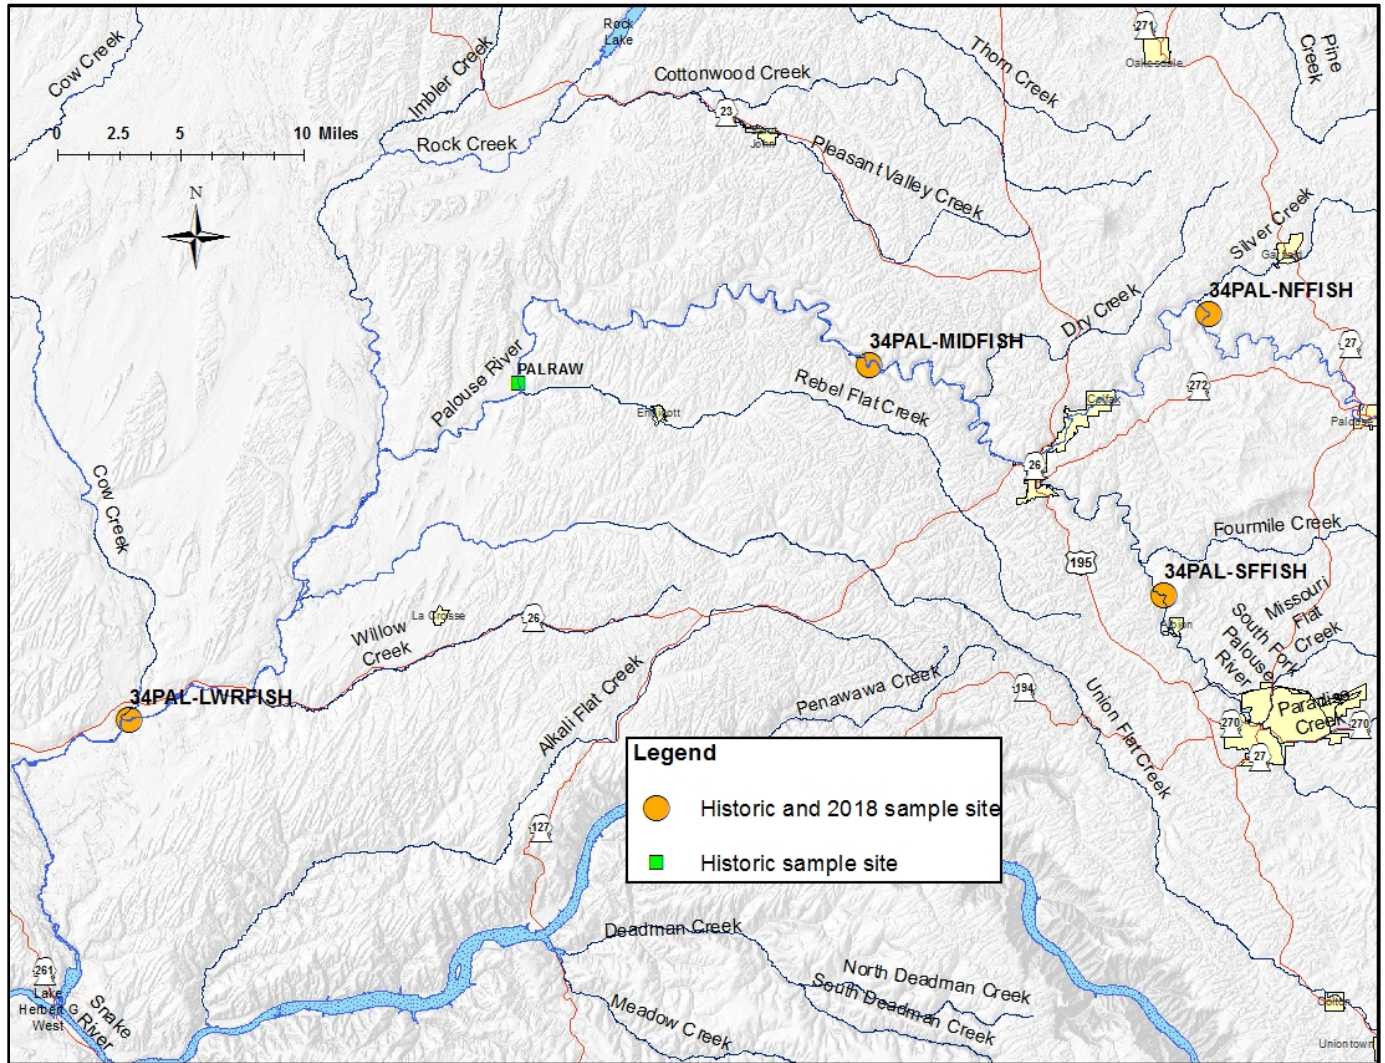 Rock
Lake
271
Oakesdale
Pine
Creek
Cow Creek
Imbler Creek
Thorn Creek
Cottonwood Creek
23
0 2.5 5 10 Miles
Rock Creek
John
Pleasant Valley Creek
N
Silver Creek
Garfield
34PAL-NFFISH
Dry Creek
34PAL-MIDFISH
27
Palouse River
PALRAW
Rebel Flat Creek
272
Endicott
Colfax
Palouse
26
Cow Creek
Fourmile Creek
195
34PAL-SFFISH
La Crosse
26
Willow
Creek
Albion
Missouri
Flat
Creek
South Fork
Palouse
River
34PAL-LWRFISH
Alkali Flat Creek
Penawawa Creek
194
Union Flat Creek
Paradise
Creek
270
270
27
Legend
Historic and 2018 sample site
Historic sample site
127
Deadman Creek
North Deadman Creek
South Deadman Creek
Meadow Creek
261
Lake
Herbert G
West
Snake
River
Colton
Uniontown